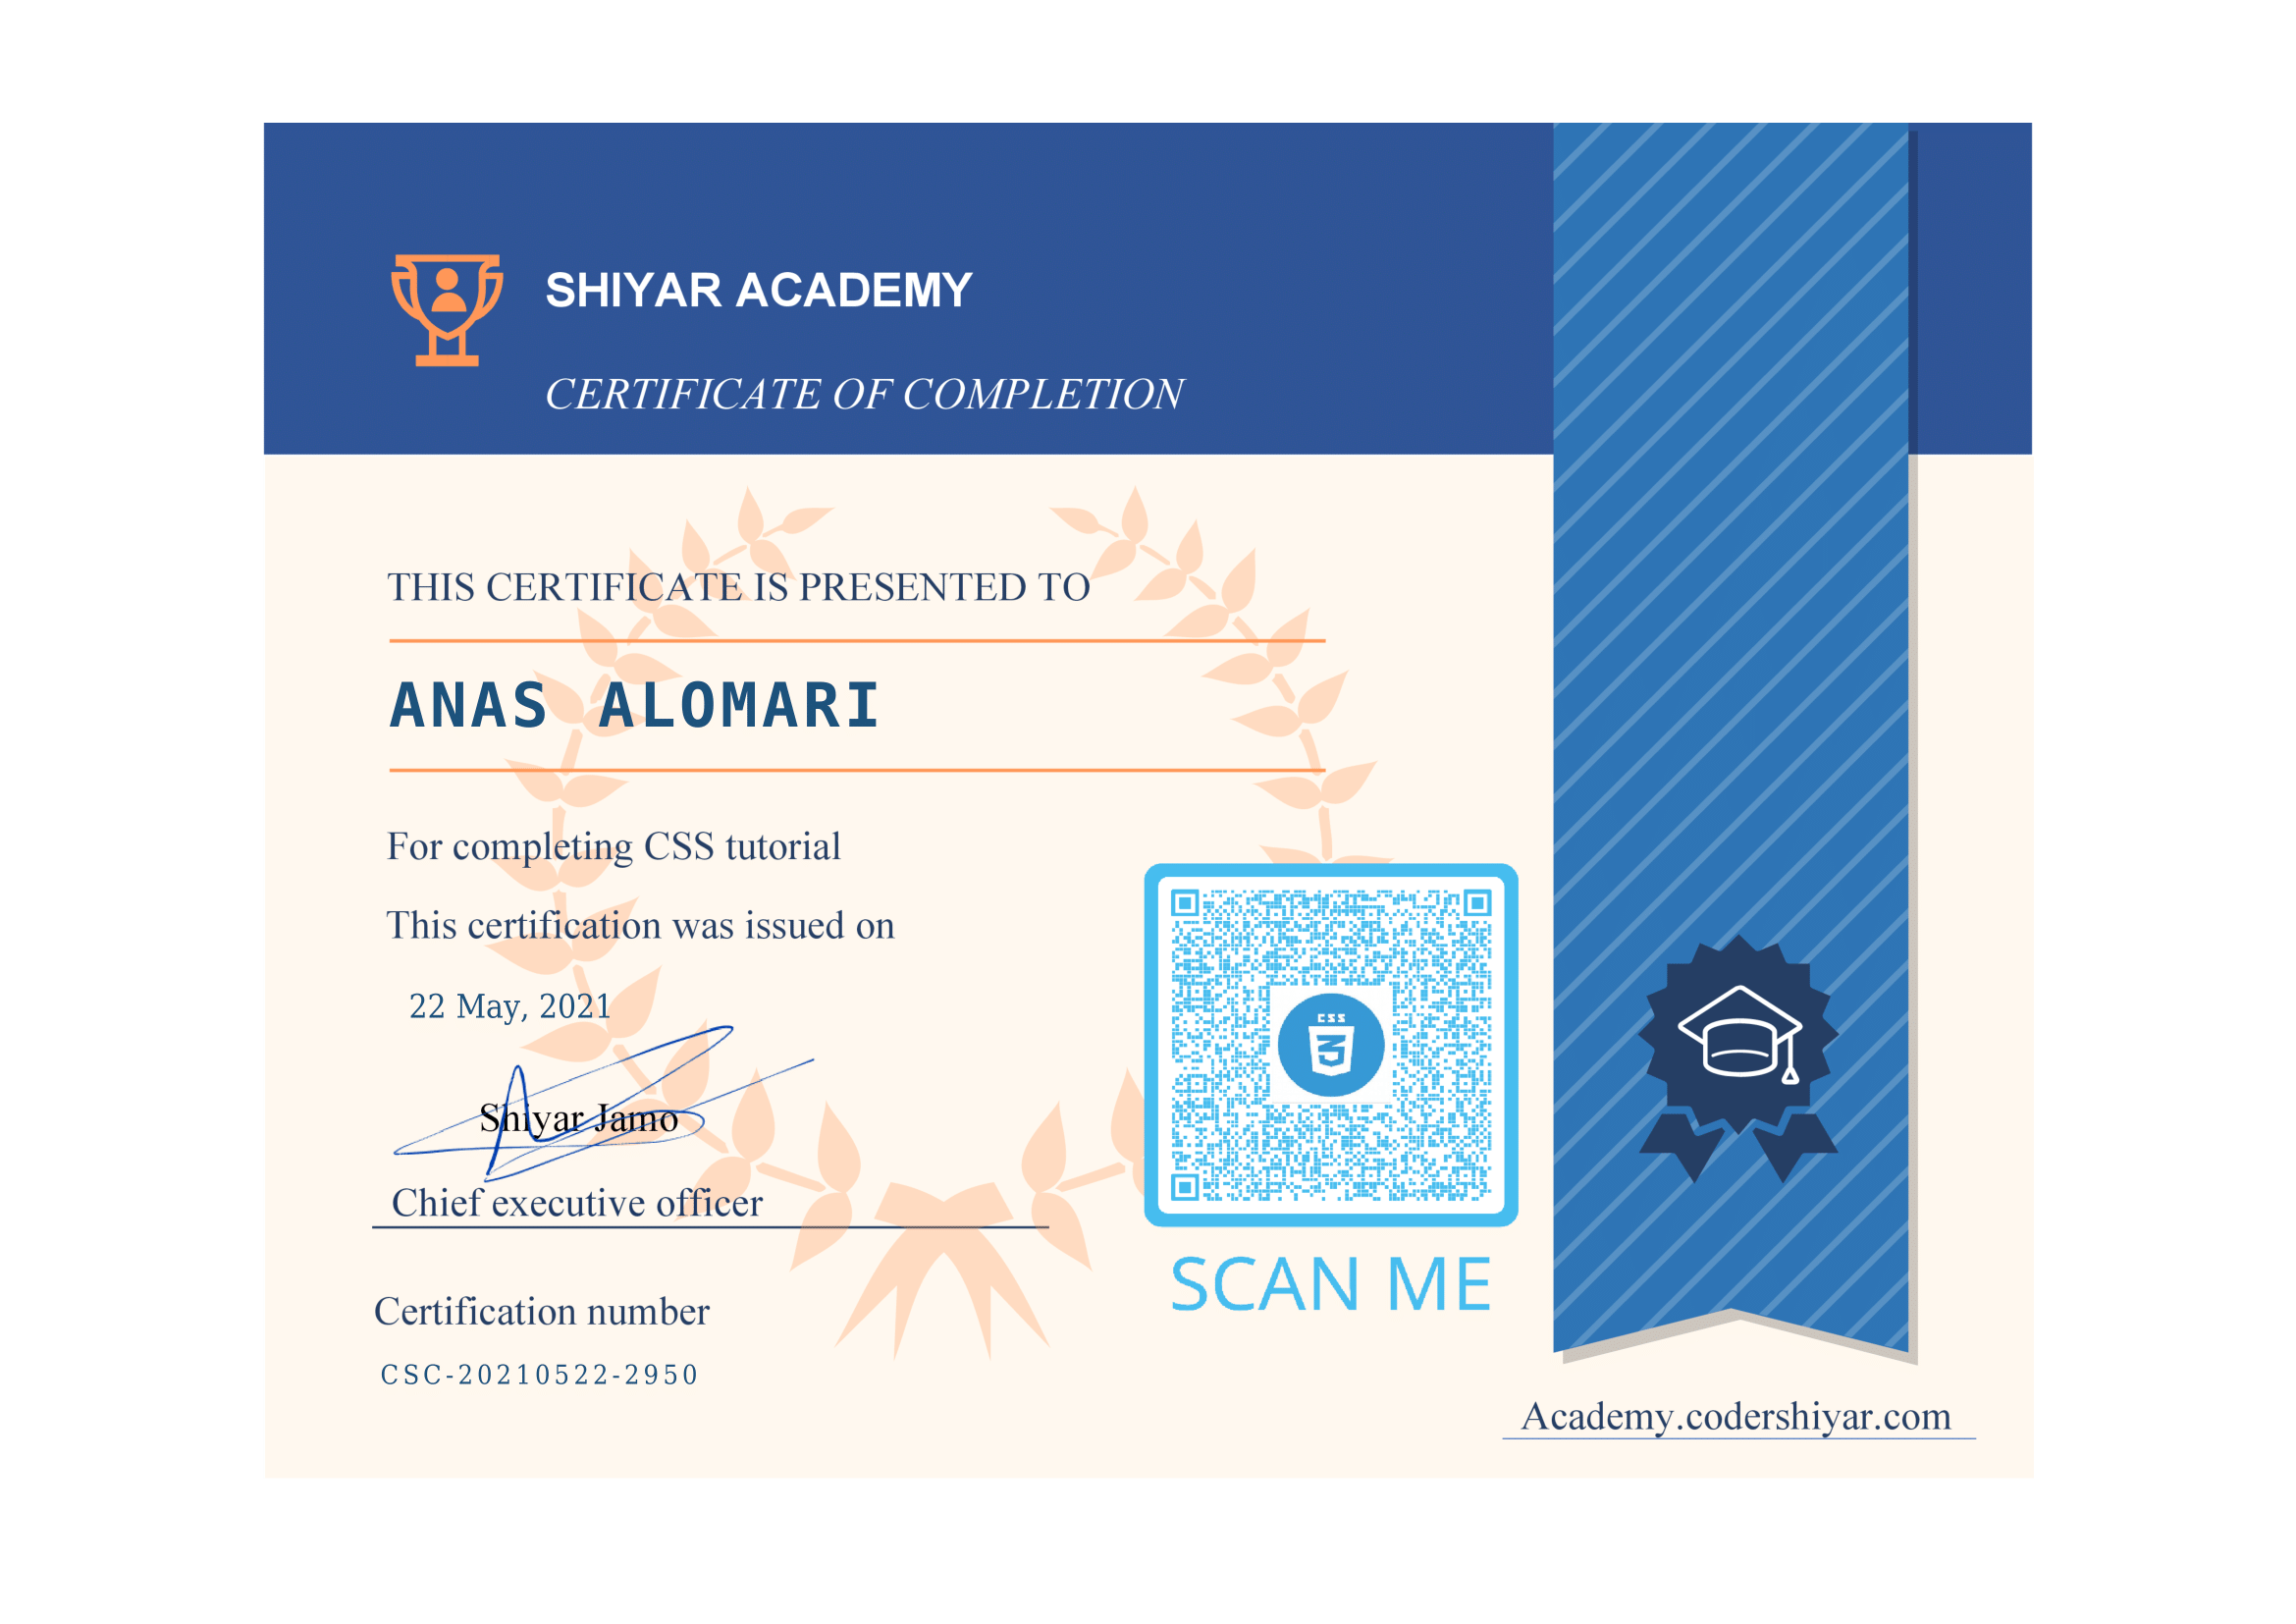 SHIYAR ACADEMY
CERTIFICATE OF COMPLETION
THIS CERTIFICATE IS PRESENTED TO
ANAS ALOMARI
For completing CSS tutorial
This certification was issued on
22 May, 2021
Shiyar Jamo
Chief executive officer
Certification number
CSC-20210522-2950
CSS
SCAN ME
Academy.codershiyar.com